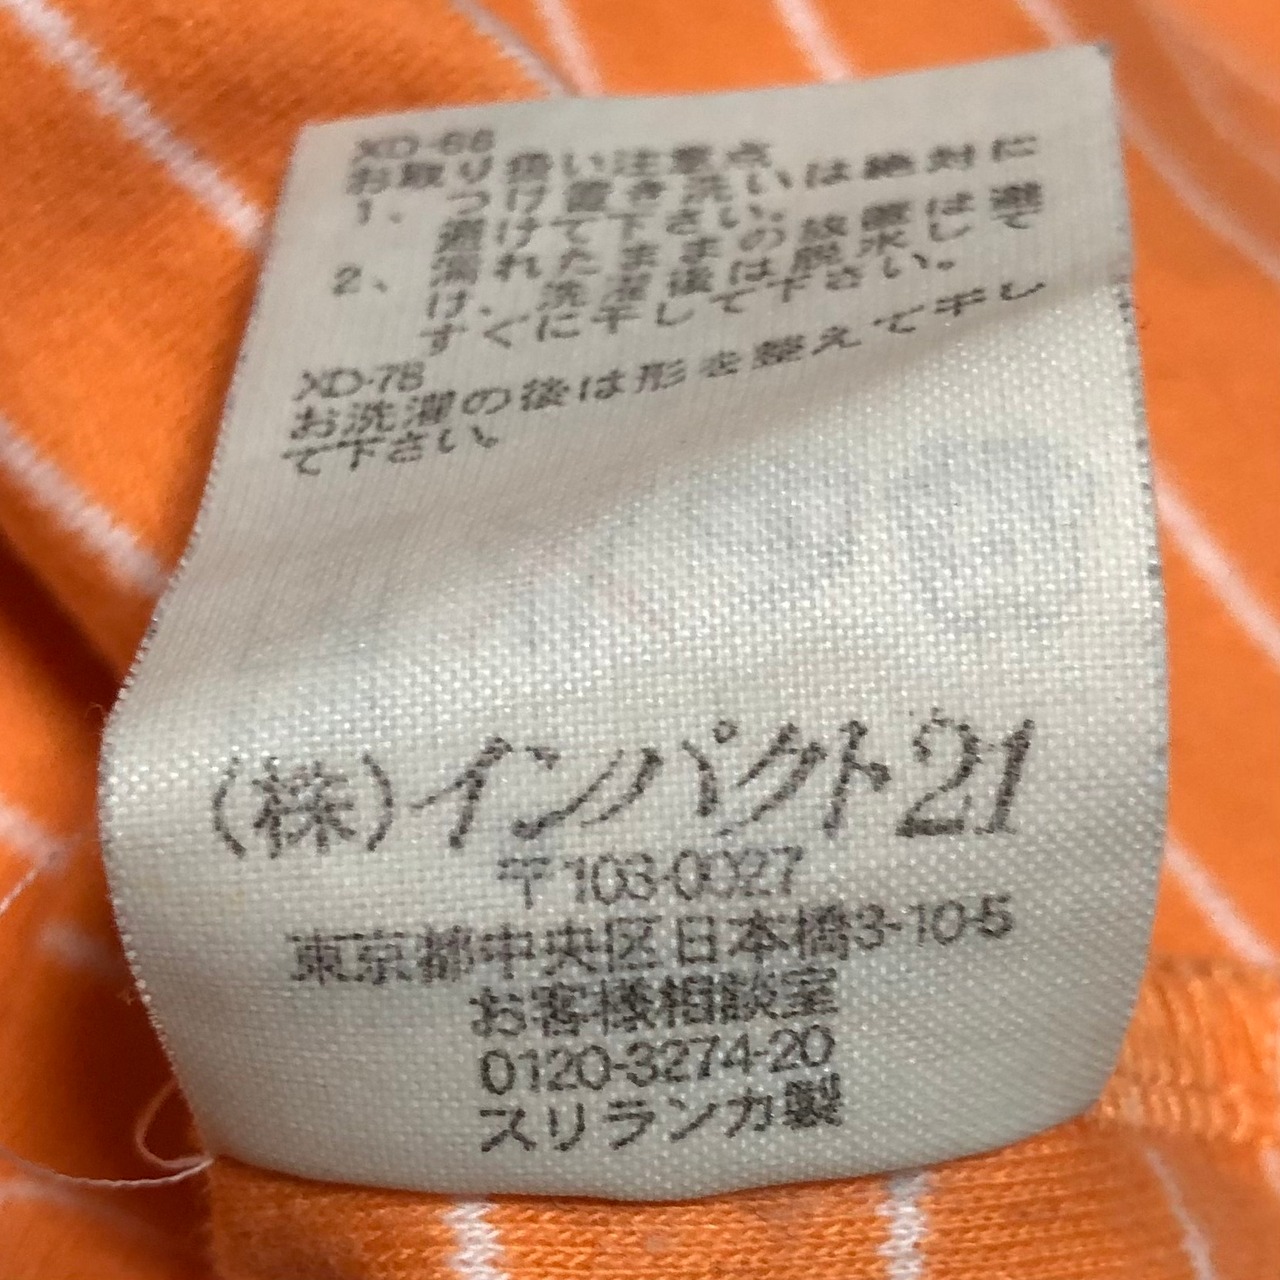 XD-68
お取り扱い注意点
1、つけ置き洗いは絶対に
避けて下さい。
2、濡れたままの放置は避
け、洗濯後は脱水して
すぐに干して下さい。
XD-78
お洗濯の後は形を整えて干し
て下さい。
(株)インパクト21
〒103-0027
東京都中央区日本橋3-10-5
お客様相談室
0120-3274-20
スリランカ製